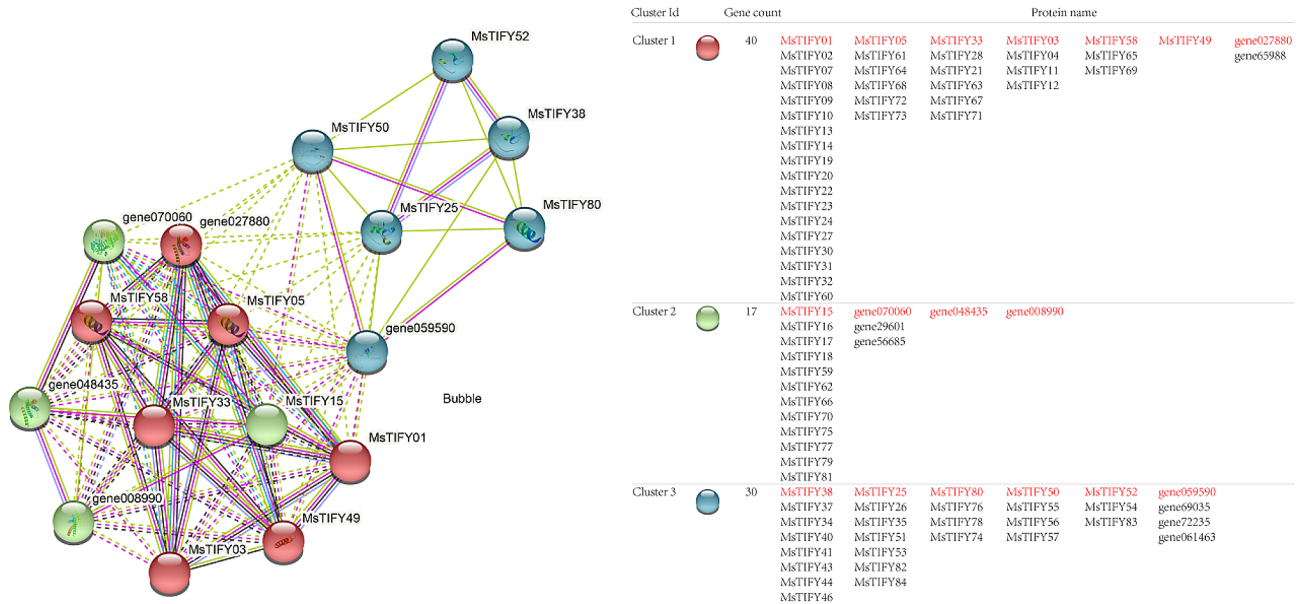 MsTIFY52
MsTIFY38
MsTIFY50
MsTIFY25
MsTIFY80
gene070060
gene027880
MsTIFY58
MsTIFY05
gene059590
gene048435
MsTIFY33
MsTIFY15
Bubble
MsTIFY01
gene008990
MsTIFY49
MsTIFY03
Cluster Id Gene count Protein name
Cluster 1 40 MsTIFY01 MsTIFY05 MsTIFY33 MsTIFY03 MsTIFY58 MsTIFY49 gene027880
MsTIFY02 MsTIFY61 MsTIFY28 MsTIFY04 MsTIFY65 gene65988
MsTIFY07 MsTIFY64 MsTIFY21 MsTIFY11 MsTIFY69
MsTIFY08 MsTIFY68 MsTIFY63 MsTIFY12
MsTIFY09 MsTIFY72 MsTIFY67
MsTIFY10 MsTIFY73 MsTIFY71
MsTIFY13
MsTIFY14
MsTIFY19
MsTIFY20
MsTIFY22
MsTIFY23
MsTIFY24
MsTIFY27
MsTIFY30
MsTIFY31
MsTIFY32
MsTIFY60
Cluster 2 17 MsTIFY15 gene070060 gene048435 gene008990
MsTIFY16 gene29601
MsTIFY17 gene56685
MsTIFY18
MsTIFY59
MsTIFY62
MsTIFY66
MsTIFY70
MsTIFY75
MsTIFY77
MsTIFY79
MsTIFY81
Cluster 3 30 MsTIFY38 MsTIFY25 MsTIFY80 MsTIFY50 MsTIFY52 gene059590
MsTIFY37 MsTIFY26 MsTIFY76 MsTIFY55 MsTIFY54 gene69035
MsTIFY34 MsTIFY35 MsTIFY78 MsTIFY56 MsTIFY83 gene72235
MsTIFY40 MsTIFY51 MsTIFY74 MsTIFY57 gene061463
MsTIFY41 MsTIFY53
MsTIFY43 MsTIFY82
MsTIFY44 MsTIFY84
MsTIFY46